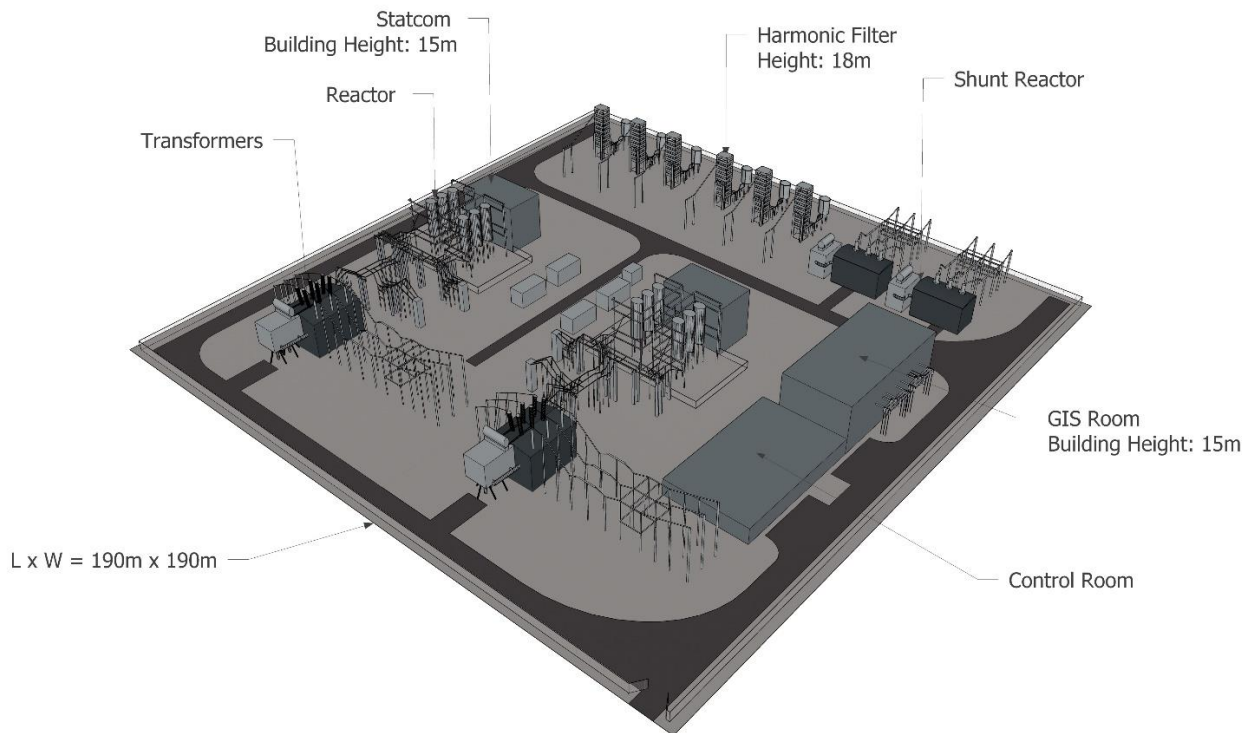 Statcom
Building Height: 15m
Harmonic Filter
Height: 18m
Reactor
Shunt Reactor
Transformers
GIS Room
Building Height: 15m
L x W = 190m x 190m
Control Room